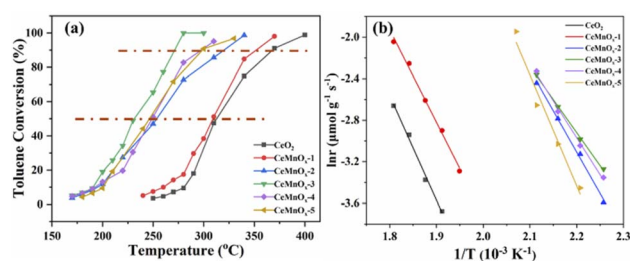 (a)
Toluene Conversion (%)
100
80
60
40
20
0
150
200
250
300
350
400
Temperature (°C)
CeO₂
CeMnOₓ-1
CeMnOₓ-2
CeMnOₓ-3
CeMnOₓ-4
CeMnOₓ-5
(b)
lnr (μmol g⁻¹ s⁻¹)
-2.0
-2.4
-2.8
-3.2
-3.6
1.7
1.8
1.9
2.0
2.1
2.2
2.3
1/T (10⁻³ K⁻¹)
CeO₂
CeMnOₓ-1
CeMnOₓ-2
CeMnOₓ-3
CeMnOₓ-4
CeMnOₓ-5